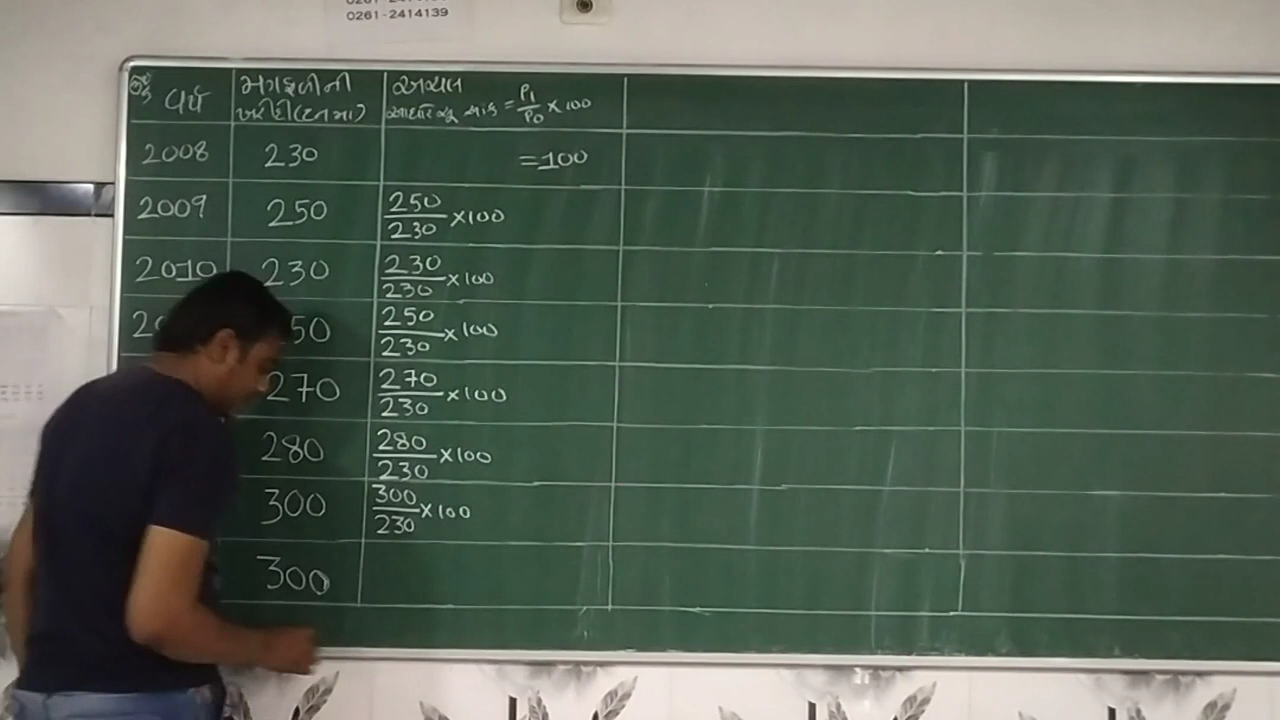 0261-2414139
વર્ષ
મગફળીની
ખરીદી(ટનમાં)
અચલ
આધારે સૂચક આંક = P₁/P₀ × 100
2008 230 =100
2009 250 250/230 ×100
2010 230 230/230 ×100
50 250/230 ×100
270 270/230 ×100
280 280/230 ×100
300 300/230 ×100
300